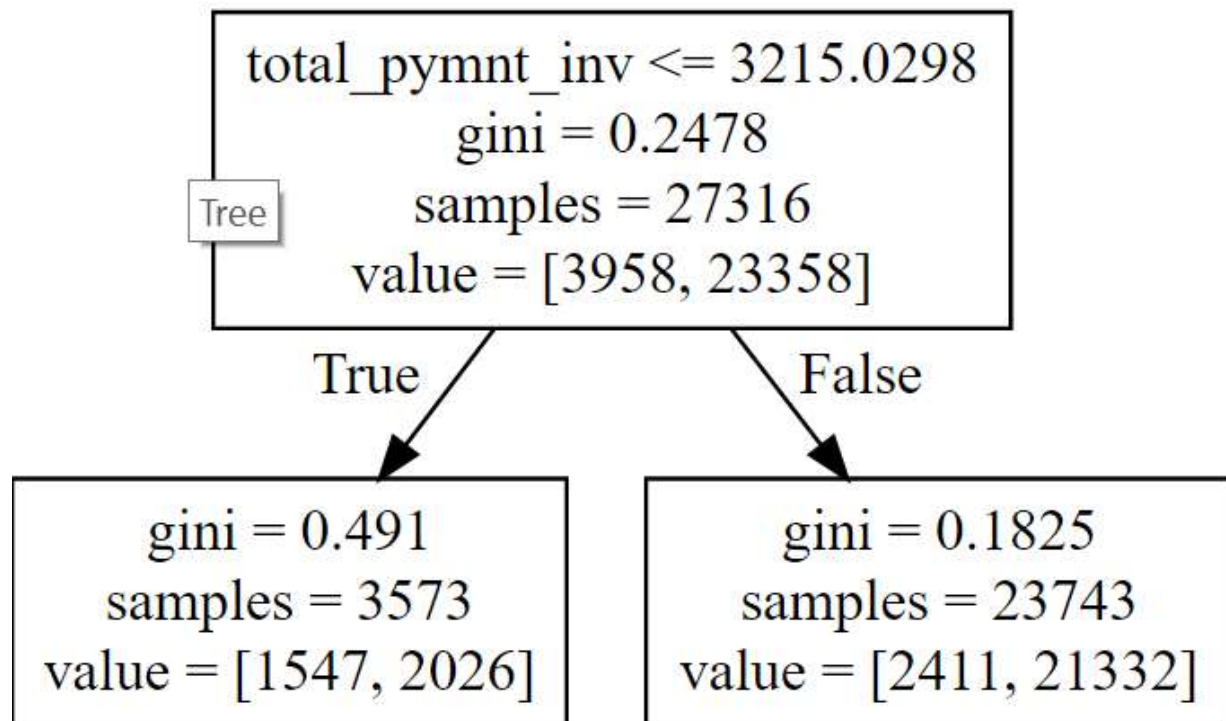 total_pymnt_inv <= 3215.0298
gini = 0.2478
Tree
samples = 27316
value = [3958, 23358]
True
False
gini = 0.491
samples = 3573
value = [1547, 2026]
gini = 0.1825
samples = 23743
value = [2411, 21332]